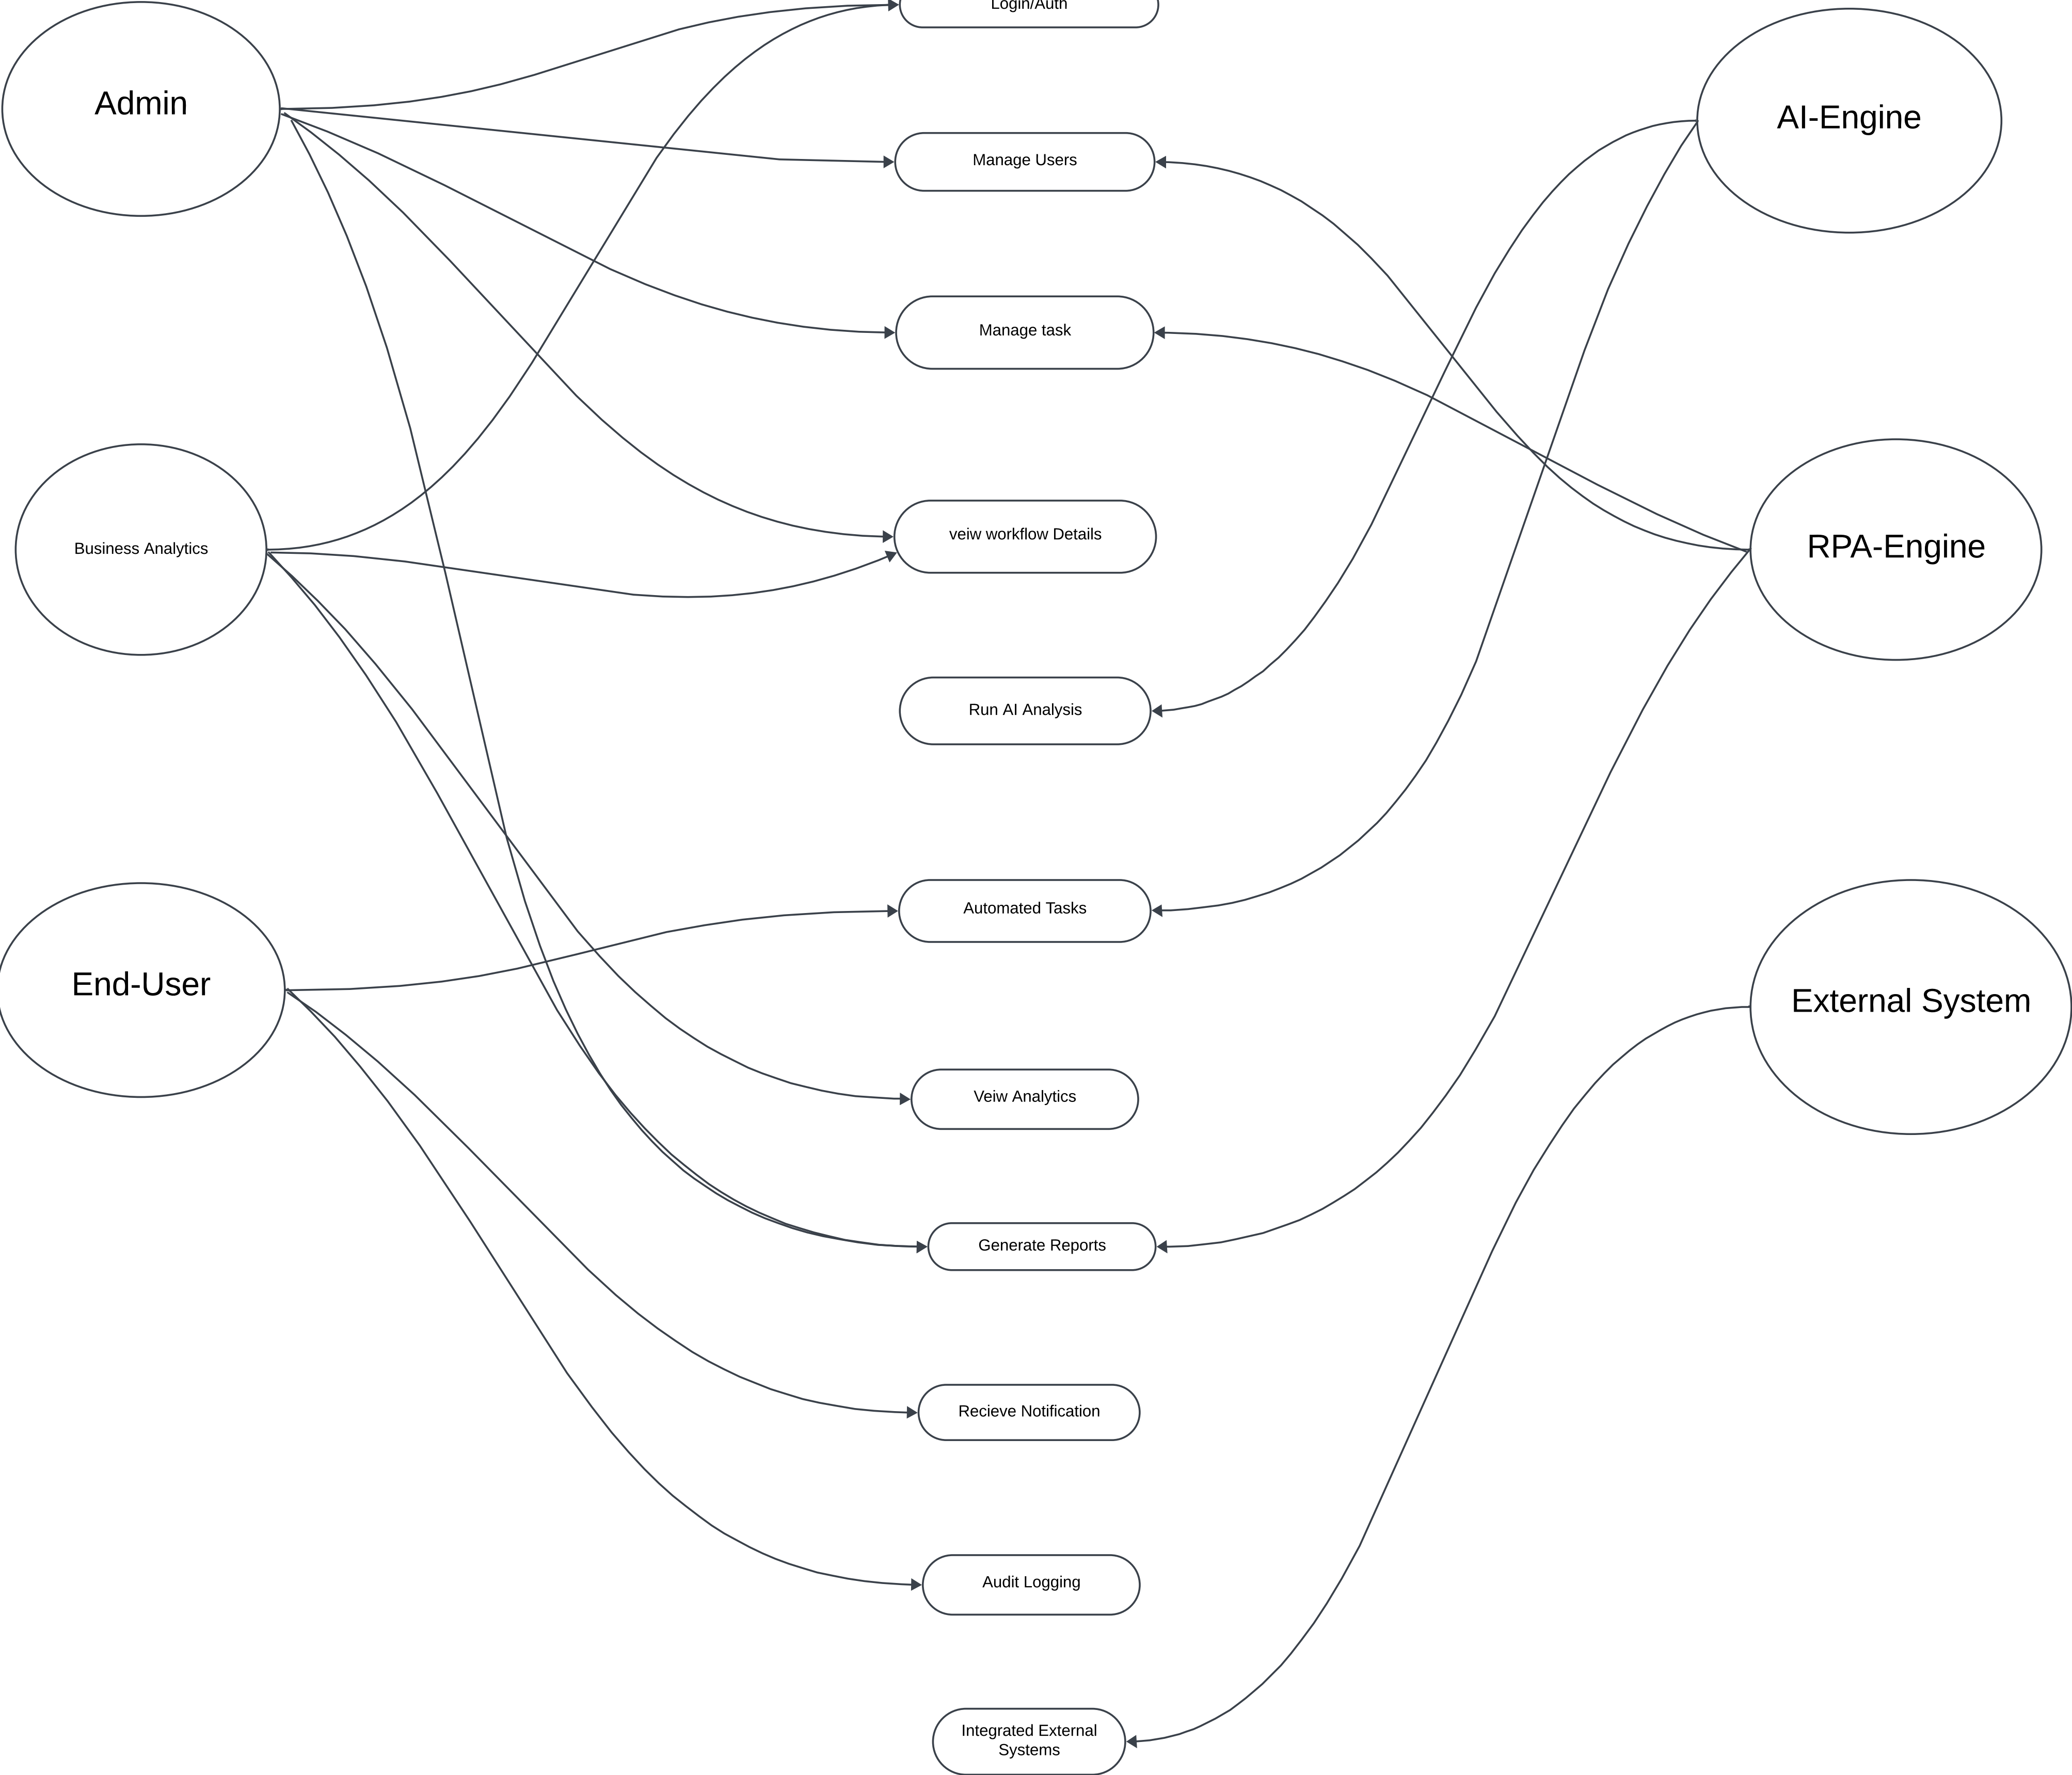 Login/Auth
Admin
AI-Engine
Manage Users
Manage task
veiw workflow Details
Business Analytics
RPA-Engine
Run AI Analysis
Automated Tasks
End-User
External System
Veiw Analytics
Generate Reports
Recieve Notification
Audit Logging
Integrated External
Systems